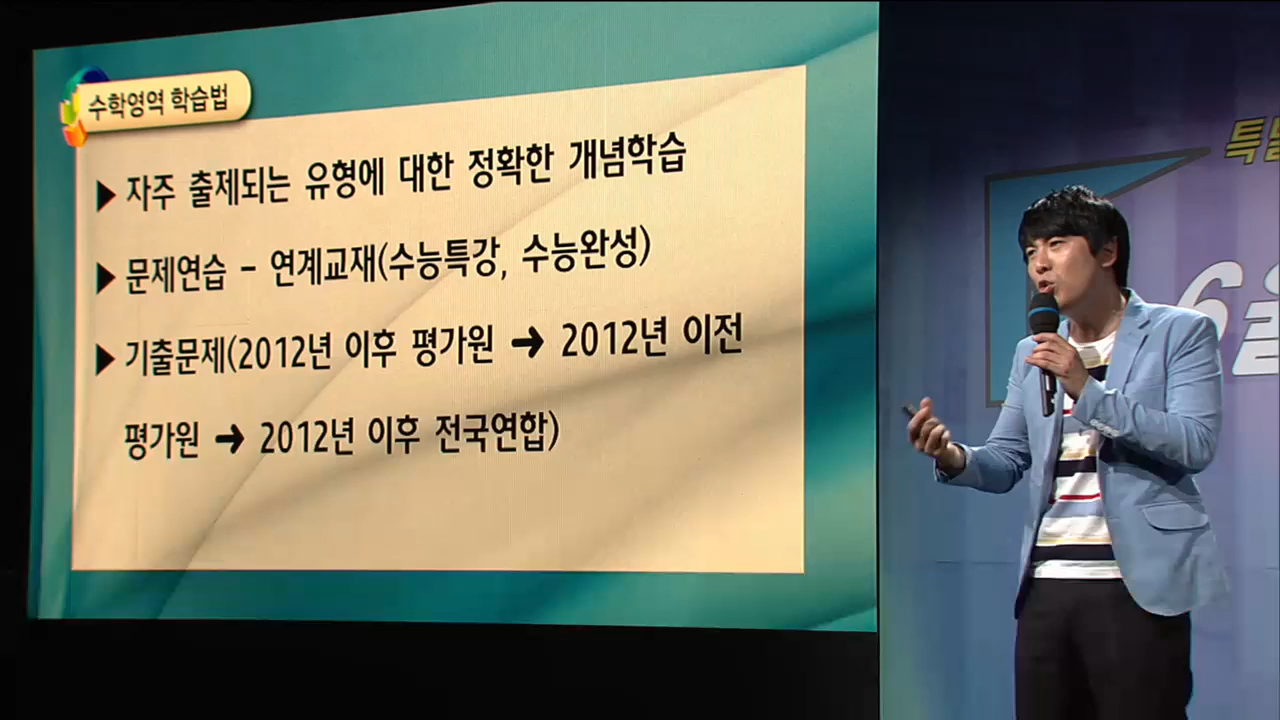 수학영역 학습법
▶ 자주 출제되는 유형에 대한 정확한 개념학습
▶ 문제연습 - 연계교재(수능특강, 수능완성)
▶ 기출문제(2012년 이후 평가원 ➜ 2012년 이전
평가원 ➜ 2012년 이후 전국연합)
6월